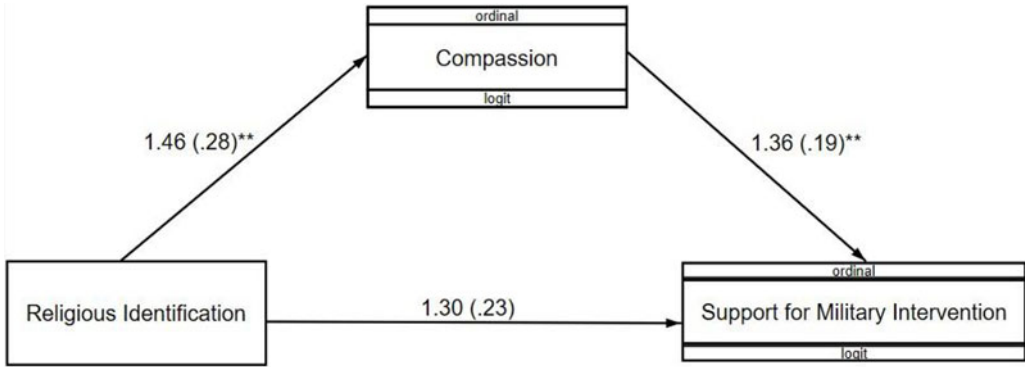 ordinal
Compassion
logit
1.46 (.28)**
1.36 (.19)**
Religious Identification
1.30 (.23)
ordinal
Support for Military Intervention
logit